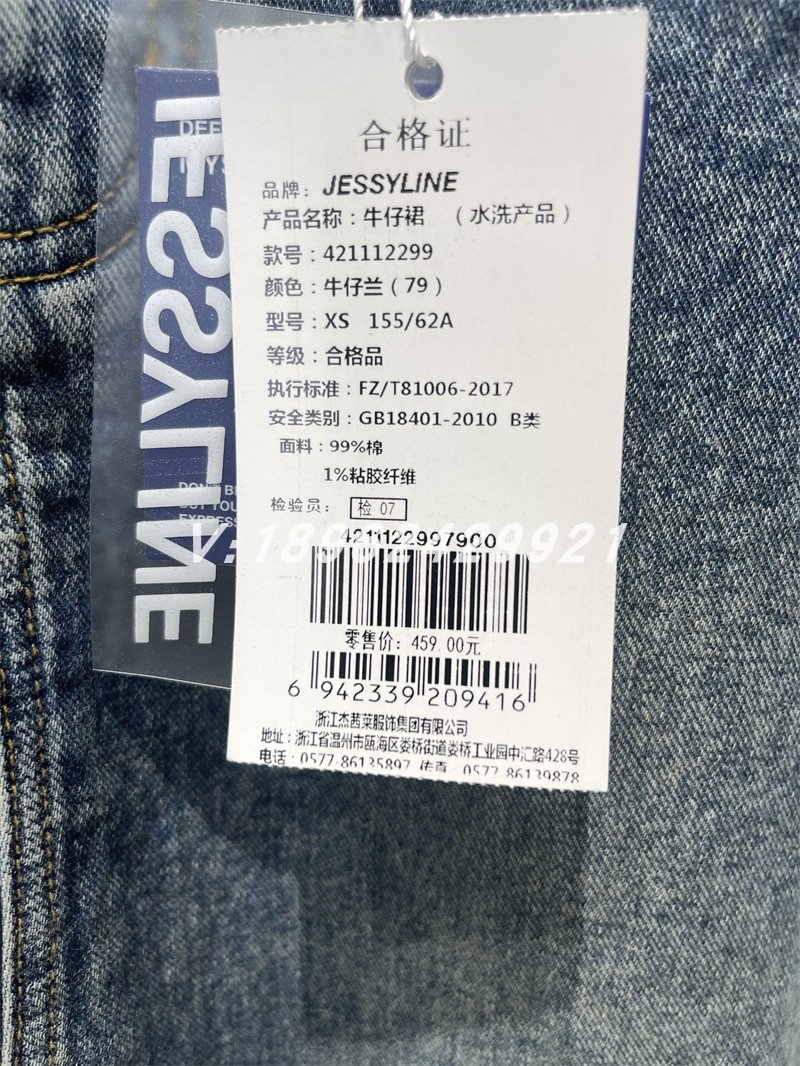 合格证
品牌: JESSYLINE
产品名称: 牛仔裙 (水洗产品)
款号: 421112299
颜色: 牛仔兰 (79)
型号: XS 155/62A
等级: 合格品
执行标准: FZ/T81006-2017
安全类别: GB18401-2010 B类
面料: 99%棉
1%粘胶纤维
检验员: 检 07
4211122997900
零售价: 459.00元
6 942339 209416
浙江杰茜莱服饰集团有限公司
地址: 浙江省温州市瓯海区娄桥街道娄桥工业园中汇路428号
电话: 0577-86135897 传真 0577-86139878
JESSYLINE